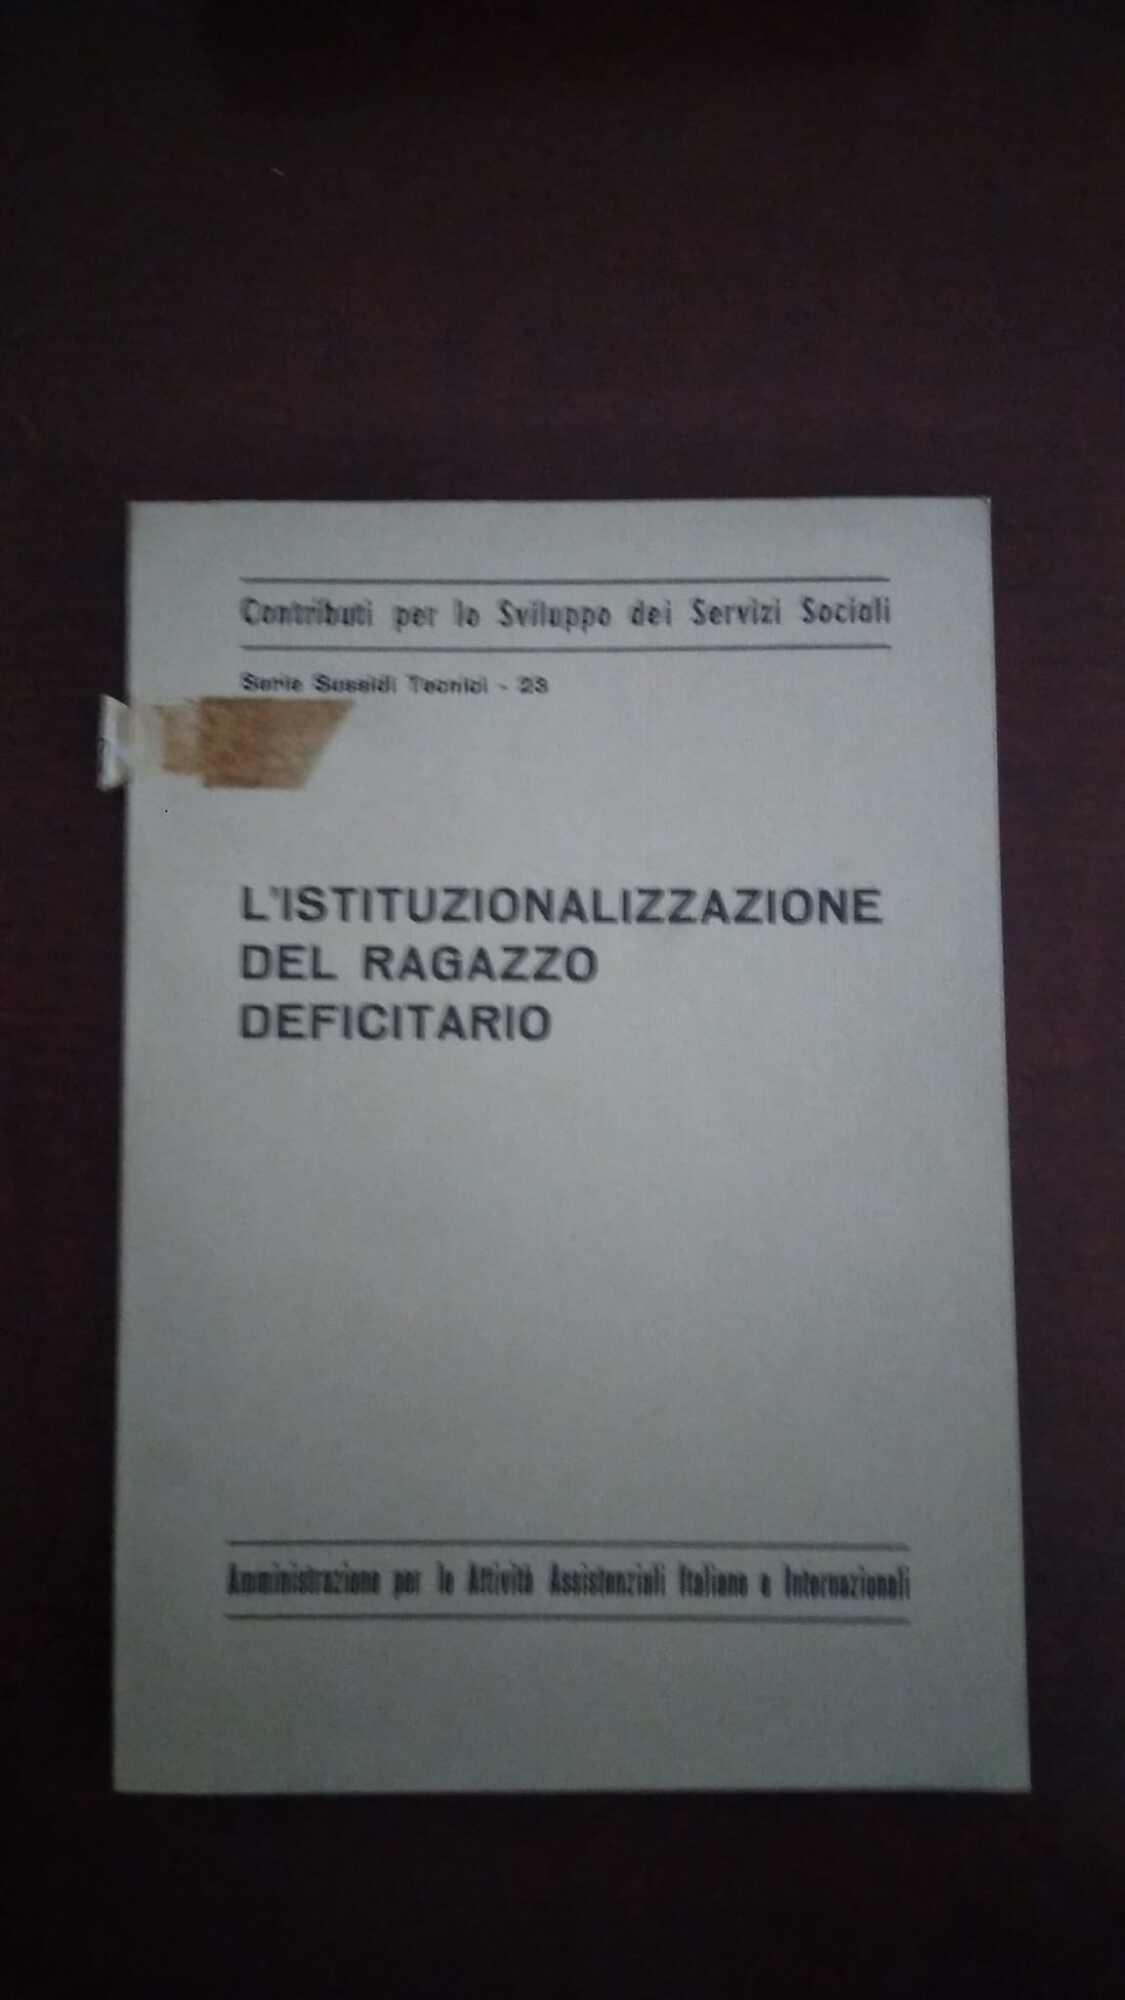 Contributi per lo Sviluppo dei Servizi Sociali
Serie Sussidi Tecnici - 23
L'ISTITUZIONALIZZAZIONE
DEL RAGAZZO
DEFICITARIO
Amministrazione per le Attività Assistenziali Italiane e Internazionali